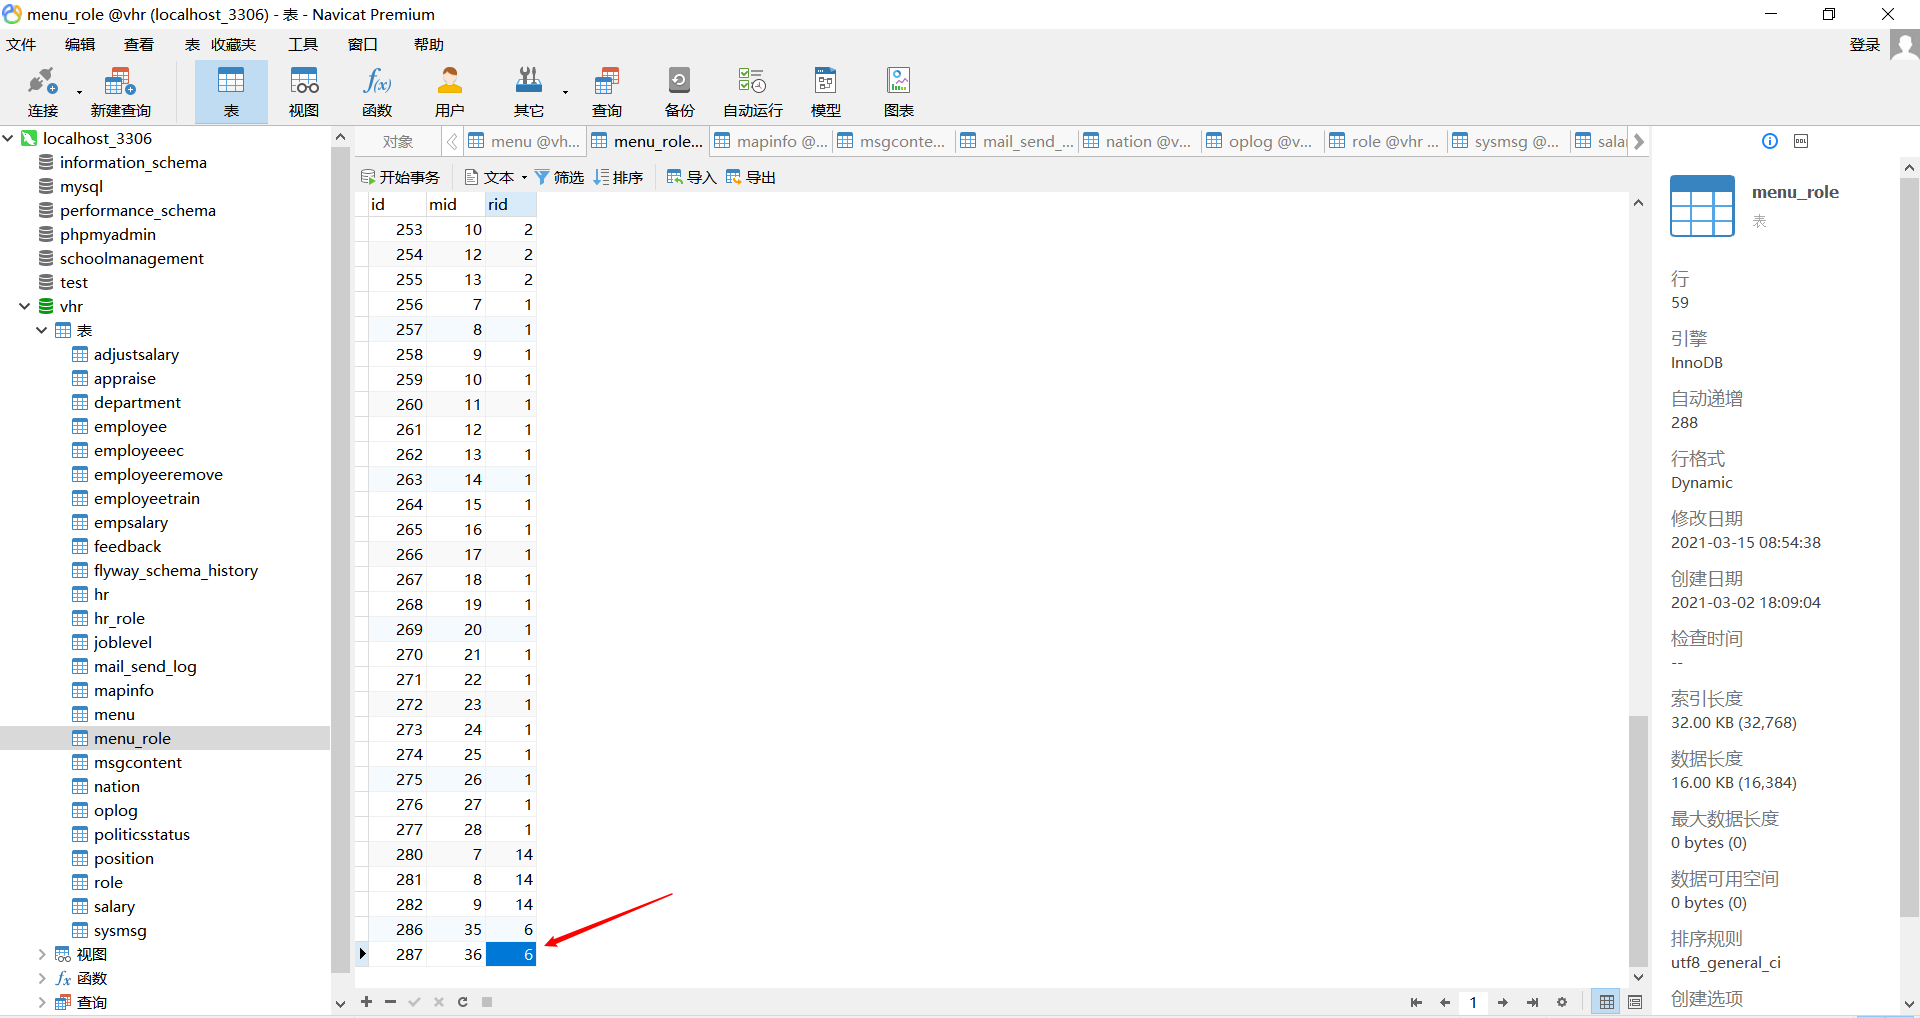 menu_role @vhr (localhost_3306) - 表 - Navicat Premium
文件 编辑 查看 表 收藏夹 工具 窗口 帮助 登录
连接 新建查询 表 视图 函数 用户 其它 查询 备份 自动运行 模型 图表
localhost_3306
information_schema
mysql
performance_schema
phpmyadmin
schoolmanagement
test
vhr
表
adjustsalary
appraise
department
employee
employeeec
employeeremove
employeetrain
empsalary
feedback
flyway_schema_history
hr
hr_role
joblevel
mail_send_log
mapinfo
menu
menu_role
msgcontent
nation
oplog
politicsstatus
position
role
salary
sysmsg
视图
函数
查询
对象 menu @vh... menu_role... mapinfo @... msgconte... mail_send_... nation @v... oplog @v... role @vhr ... sysmsg @... sala
开始事务 文本 筛选 排序 导入 导出
id mid rid
253 10 2
254 12 2
255 13 2
256 7 1
257 8 1
258 9 1
259 10 1
260 11 1
261 12 1
262 13 1
263 14 1
264 15 1
265 16 1
266 17 1
267 18 1
268 19 1
269 20 1
270 21 1
271 22 1
272 23 1
273 24 1
274 25 1
275 26 1
276 27 1
277 28 1
280 7 14
281 8 14
282 9 14
286 35 6
287 36 6
1
menu_role
表
行
59
引擎
InnoDB
自动递增
288
行格式
Dynamic
修改日期
2021-03-15 08:54:38
创建日期
2021-03-02 18:09:04
检查时间
--
索引长度
32.00 KB (32,768)
数据长度
16.00 KB (16,384)
最大数据长度
0 bytes (0)
数据可用空间
0 bytes (0)
排序规则
utf8_general_ci
创建选项